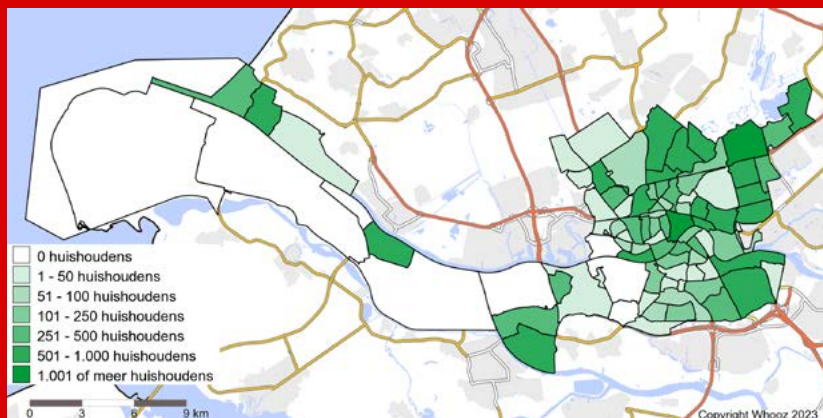 0 huishoudens
1 - 50 huishoudens
51 - 100 huishoudens
101 - 250 huishoudens
251 - 500 huishoudens
501 - 1.000 huishoudens
1.001 of meer huishoudens
0 3 6 9 km
Copyright Whooz 2023